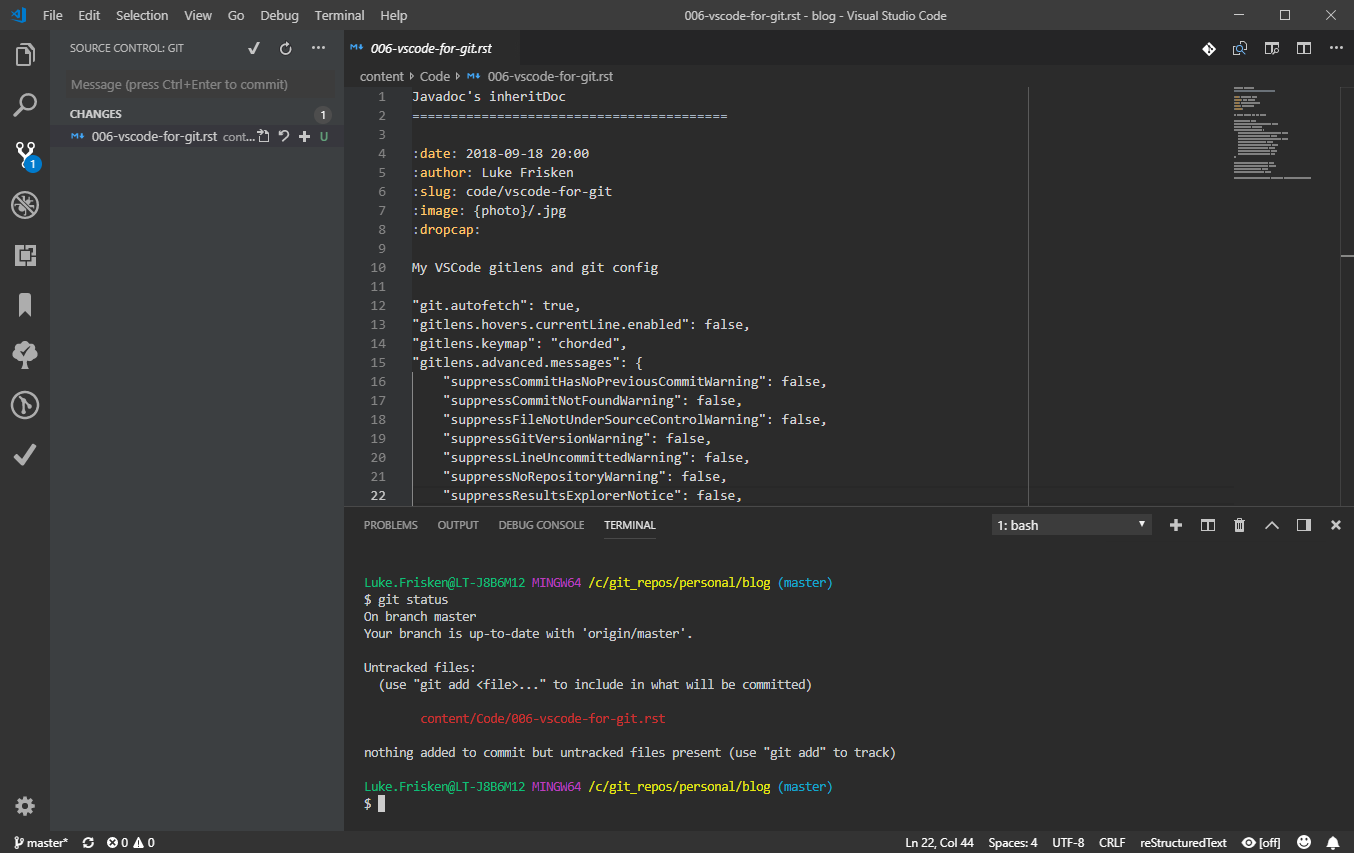 File Edit Selection View Go Debug Terminal Help 006-vscode-for-git.rst - blog - Visual Studio Code
SOURCE CONTROL: GIT
Message (press Ctrl+Enter to commit)
CHANGES 1
006-vscode-for-git.rst cont... U
1
006-vscode-for-git.rst
content Code 006-vscode-for-git.rst
1 Javadoc's inheritDoc
2 =========================================
3
4 :date: 2018-09-18 20:00
5 :author: Luke Frisken
6 :slug: code/vscode-for-git
7 :image: {photo}/.jpg
8 :dropcap:
9
10 My VSCode gitlens and git config
11
12 "git.autofetch": true,
13 "gitlens.hovers.currentLine.enabled": false,
14 "gitlens.keymap": "chorded",
15 "gitlens.advanced.messages": {
16 "suppressCommitHasNoPreviousCommitWarning": false,
17 "suppressCommitNotFoundWarning": false,
18 "suppressFileNotUnderSourceControlWarning": false,
19 "suppressGitVersionWarning": false,
20 "suppressLineUncommittedWarning": false,
21 "suppressNoRepositoryWarning": false,
22 "suppressResultsExplorerNotice": false,
PROBLEMS OUTPUT DEBUG CONSOLE TERMINAL 1: bash
Luke.Frisken@LT-J8B6M12 MINGW64 /c/git_repos/personal/blog (master)
$ git status
On branch master
Your branch is up-to-date with 'origin/master'.
Untracked files:
(use "git add <file>..." to include in what will be committed)
content/Code/006-vscode-for-git.rst
nothing added to commit but untracked files present (use "git add" to track)
Luke.Frisken@LT-J8B6M12 MINGW64 /c/git_repos/personal/blog (master)
$
master* 0 0 Ln 22, Col 44 Spaces: 4 UTF-8 CRLF reStructuredText [off]